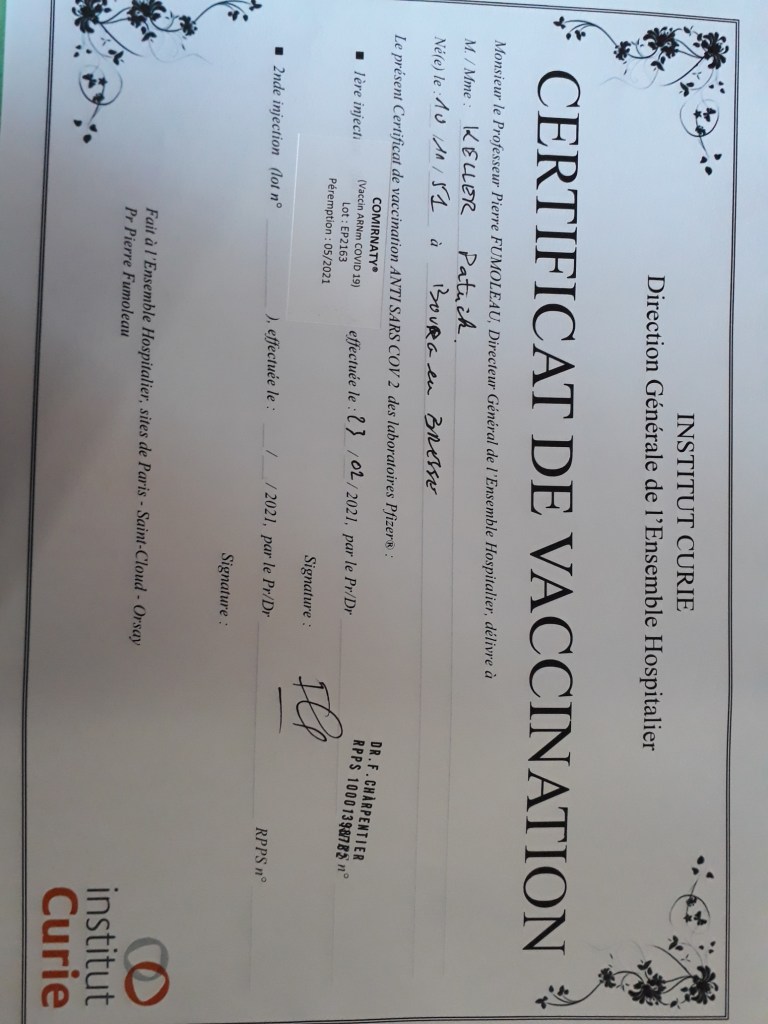 INSTITUT CURIE
Direction Générale de l'Ensemble Hospitalier
CERTIFICAT DE VACCINATION
Monsieur le Professeur Pierre FUMOLEAU, Directeur Général de l'Ensemble Hospitalier, délivre à
M. / Mme : KELLER Patrick.
Né(e) le : 10 / 11 / 51 à Bourg en Bresse
Le présent Certificat de vaccination ANTI SARS COV 2 des laboratoires Pfizer® :
COMIRNATY®
(Vaccin ARNm COVID 19)
Lot : EP2163
Péremption : 05/2021
■ 1ère injecti effectuée le : / 02 / 2021, par le Pr/Dr n°
DR.F.CHARPENTIER
RPPS
Signature :
■ 2nde injection (lot n° ), effectuée le : / / 2021, par le Pr/Dr RPPS n°
Signature :
Fait à l'Ensemble Hospitalier, sites de Paris - Saint-Cloud - Orsay
Pr Pierre Fumoleau
institut
Curie